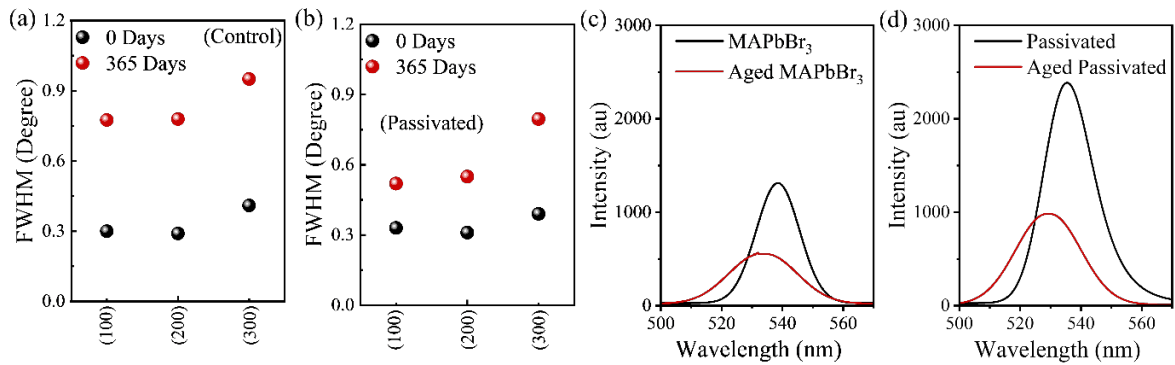 (a)
1.2
0.9
0.6
0.3
0.0
FWHM (Degree)
0 Days
(Control)
365 Days
(100)
(200)
(300)
(b)
1.2
0.9
0.6
0.3
0.0
FWHM (Degree)
0 Days
365 Days
(Passivated)
(100)
(200)
(300)
(c)
3000
2000
1000
0
Intensity (au)
MAPbBr₃
Aged MAPbBr₃
500 520 540 560
Wavelength (nm)
(d)
3000
2000
1000
0
Intensity (au)
Passivated
Aged Passivated
500 520 540 560
Wavelength (nm)